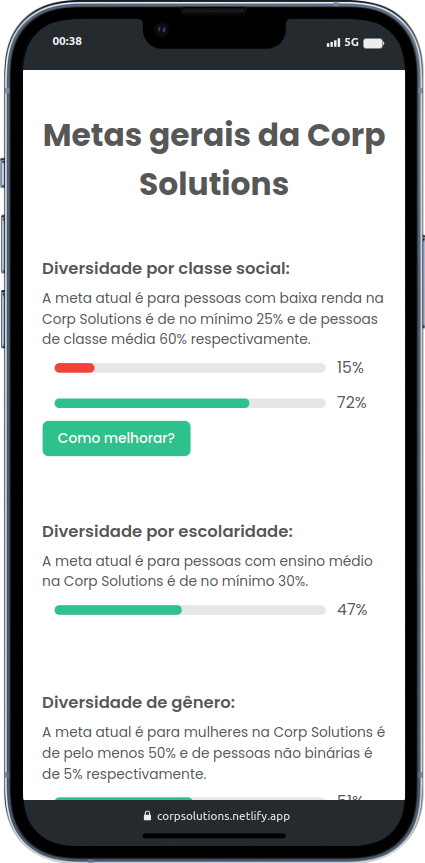 00:38
5G
Metas gerais da Corp
Solutions
Diversidade por classe social:
A meta atual é para pessoas com baixa renda na
Corp Solutions é de no mínimo 25% e de pessoas
de classe média 60% respectivamente.
15%
72%
Como melhorar?
Diversidade por escolaridade:
A meta atual é para pessoas com ensino médio
na Corp Solutions é de no mínimo 30%.
47%
Diversidade de gênero:
A meta atual é para mulheres na Corp Solutions é
de pelo menos 50% e de pessoas não binárias é
de 5% respectivamente.
51%
corpsolutions.netlify.app